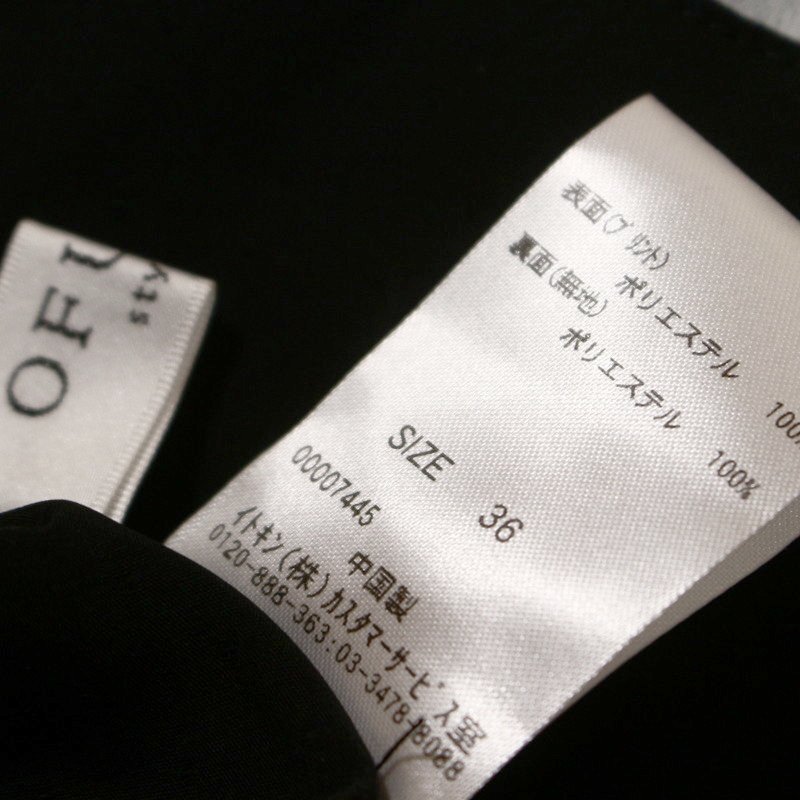 OFU
sty
表面(プリント)
ポリエステル 100%
裏面(無地)
ポリエステル 100%
SIZE 36
00007445
中国製
イトキン(株)カスタマーサービス室
0120-888-363:03-3478-8088